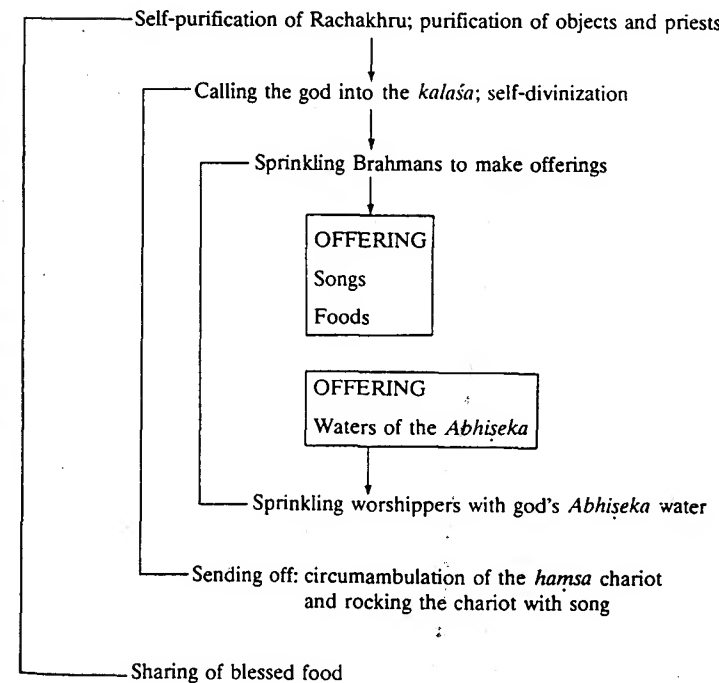 Self-purification of Rachakhru; purification of objects and priests
Calling the god into the kalaśa; self-divinization
Sprinkling Brahmans to make offerings
OFFERING
Songs
Foods
OFFERING
Waters of the Abhiṣeka
Sprinkling worshippers with god's Abhiṣeka water
Sending off: circumambulation of the haṃsa chariot
and rocking the chariot with song
Sharing of blessed food